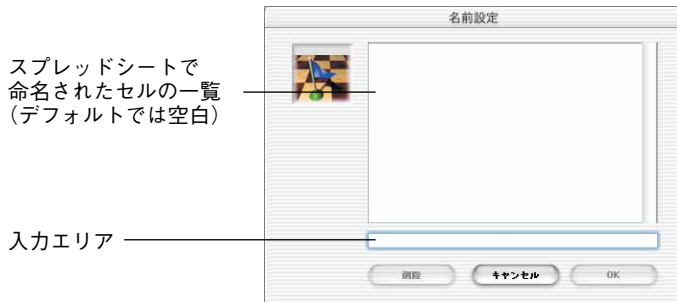 名前設定
スプレッドシートで
命名されたセルの一覧
（デフォルトでは空白）
入力エリア
削除
キャンセル
OK